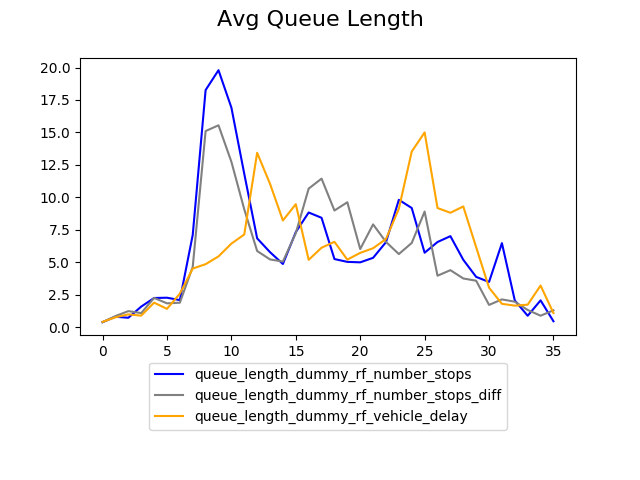 Avg Queue Length
20.0
17.5
15.0
12.5
10.0
7.5
5.0
2.5
0.0
0 5 10 15 20 25 30 35
queue_length_dummy_rf_number_stops
queue_length_dummy_rf_number_stops_diff
queue_length_dummy_rf_vehicle_delay